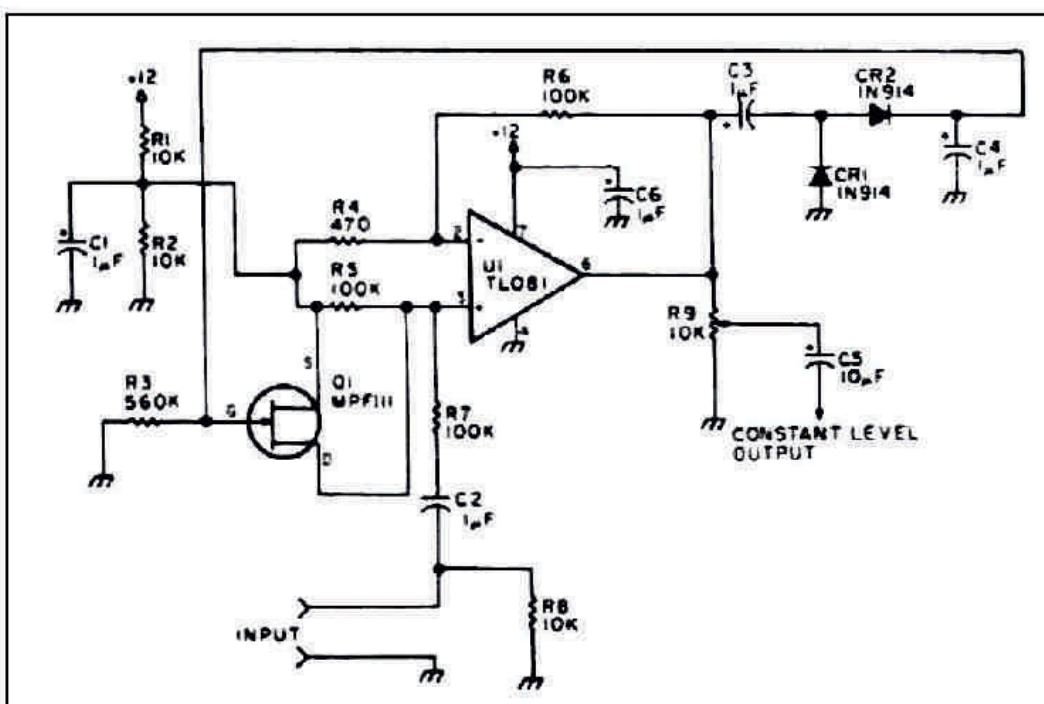 +12
R1
10K
C1
1µF
R2
10K
R3
560K
R4
470
R5
100K
G
S
D
Q1
MPF111
R6
100K
+12
7
2
-
3
+
U1
TL081
4
6
C6
1µF
C3
1µF
+
CR2
1N914
CR1
1N914
C4
1µF
R7
100K
C2
1µF
R8
10K
INPUT
R9
10K
C5
10µF
CONSTANT LEVEL
OUTPUT